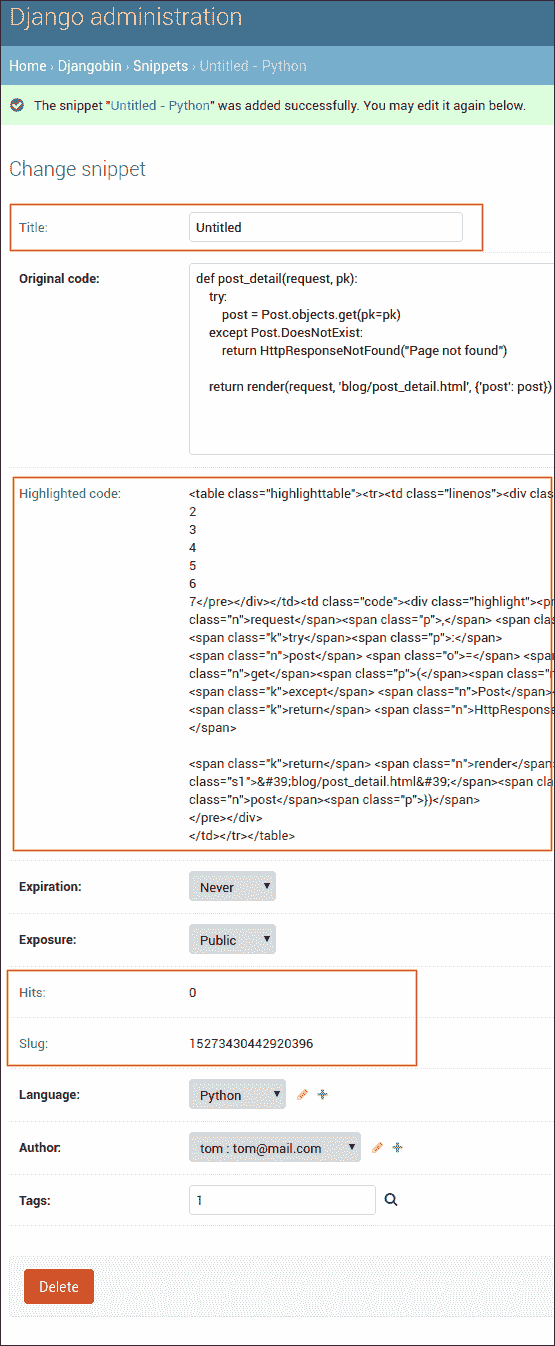 Django administration
Home › Djangobin › Snippets › Untitled - Python
The snippet "Untitled - Python" was added successfully. You may edit it again below.
Change snippet
Title: Untitled
Original code: def post_detail(request, pk):
try:
post = Post.objects.get(pk=pk)
except Post.DoesNotExist:
return HttpResponseNotFound("Page not found")
return render(request, 'blog/post_detail.html', {'post': post})
Highlighted code: <table class="highlighttable"><tr><td class="linenos"><div clas
2
3
4
5
6
7</pre></div></td><td class="code"><div class="highlight"><pr
class="n">request</span><span class="p">,</span> <span clas
<span class="k">try</span><span class="p">:</span>
<span class="n">post</span> <span class="o">=</span> <span
class="n">get</span><span class="p">(</span><span class="n
<span class="k">except</span> <span class="n">Post</span><
<span class="k">return</span> <span class="n">HttpResponse
</span>
<span class="k">return</span> <span class="n">render</span
class="s1">&#39;blog/post_detail.html&#39;</span><span cla
class="n">post</span><span class="p">})</span>
</pre></div>
</td></tr></table>
Expiration: Never
Exposure: Public
Hits: 0
Slug: 15273430442920396
Language: Python
Author: tom : tom@mail.com
Tags: 1
Delete